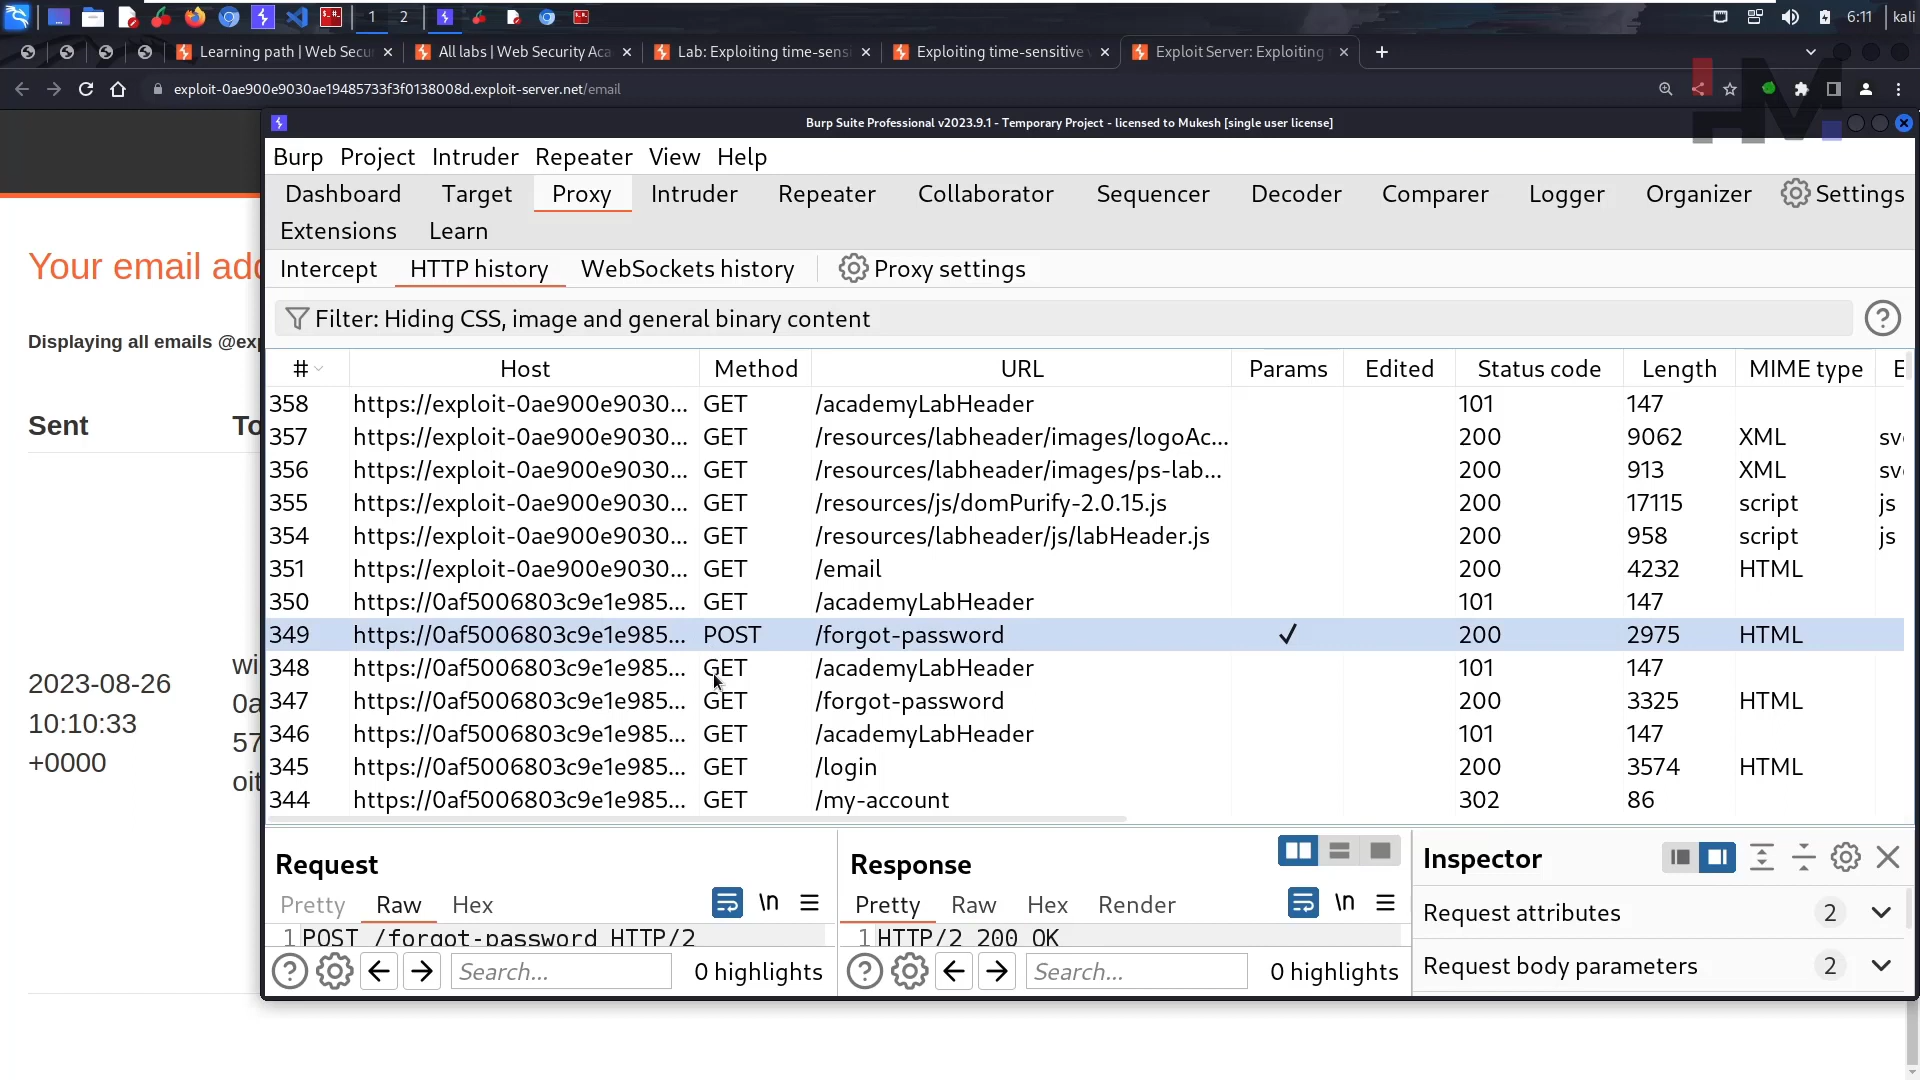 1 2 6:11 kali
Learning path | Web Secu All labs | Web Security Aca Lab: Exploiting time-sensi Exploiting time-sensitive v Exploit Server: Exploiting
exploit-0ae900e9030ae19485733f3f0138008d.exploit-server.net/email
Burp Suite Professional v2023.9.1 - Temporary Project - licensed to Mukesh [single user license]
HM
Burp Project Intruder Repeater View Help
Dashboard Target Proxy Intruder Repeater Collaborator Sequencer Decoder Comparer Logger Organizer Settings
Extensions Learn
Intercept HTTP history WebSockets history Proxy settings
Your email add
Filter: Hiding CSS, image and general binary content
Displaying all emails @exp
# Host Method URL Params Edited Status code Length MIME type E
358 https://exploit-0ae900e9030... GET /academyLabHeader 101 147
Sent To
357 https://exploit-0ae900e9030... GET /resources/labheader/images/logoAc... 200 9062 XML sv
356 https://exploit-0ae900e9030... GET /resources/labheader/images/ps-lab... 200 913 XML sv
355 https://exploit-0ae900e9030... GET /resources/js/domPurify-2.0.15.js 200 17115 script js
354 https://exploit-0ae900e9030... GET /resources/labheader/js/labHeader.js 200 958 script js
351 https://exploit-0ae900e9030... GET /email 200 4232 HTML
350 https://0af5006803c9e1e985... GET /academyLabHeader 101 147
349 https://0af5006803c9e1e985... POST /forgot-password ✓ 200 2975 HTML
348 https://0af5006803c9e1e985... GET /academyLabHeader 101 147
347 https://0af5006803c9e1e985... GET /forgot-password 200 3325 HTML
346 https://0af5006803c9e1e985... GET /academyLabHeader 101 147
345 https://0af5006803c9e1e985... GET /login 200 3574 HTML
344 https://0af5006803c9e1e985... GET /my-account 302 86
2023-08-26
10:10:33
+0000
wi
0a
57
oit
Request
Pretty Raw Hex \n
1 POST /forgot-password HTTP/2
Search... 0 highlights
Response
Pretty Raw Hex Render \n
1 HTTP/2 200 OK
Search... 0 highlights
Inspector
Request attributes 2
Request body parameters 2